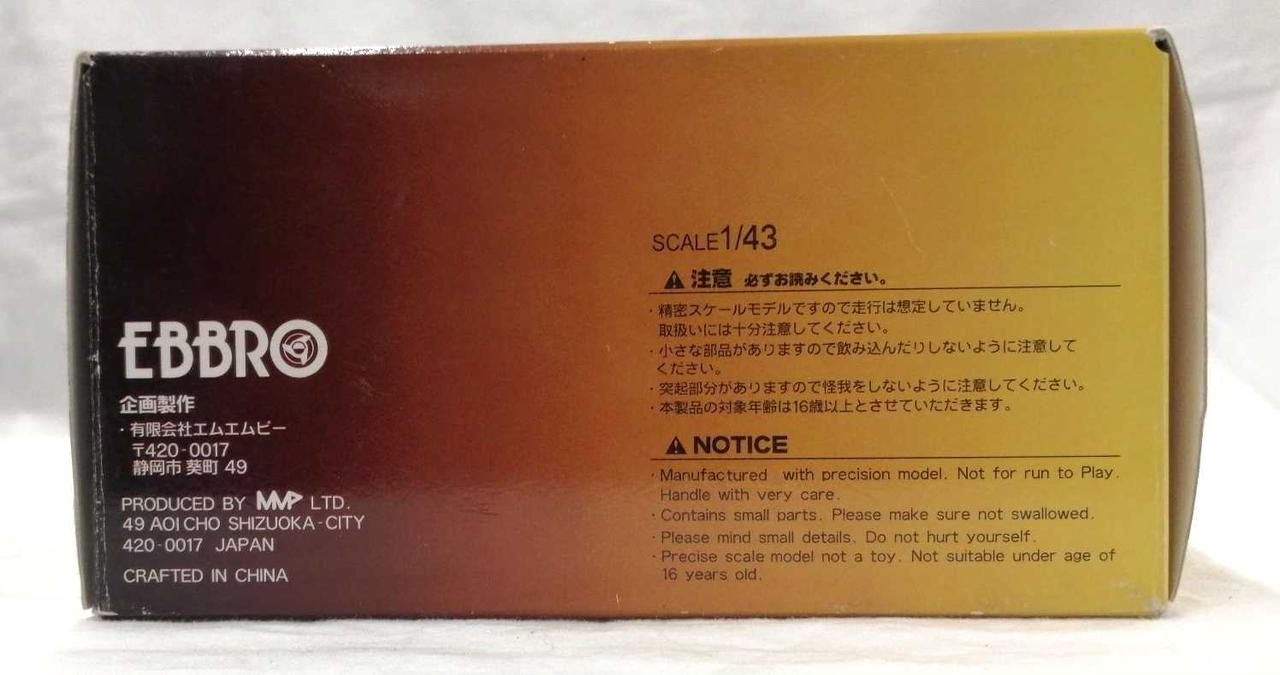 EBBRO
企画製作
・有限会社エムエムピー
〒420-0017
静岡市 葵町 49
PRODUCED BY MMP LTD.
49 AOI CHO SHIZUOKA-CITY
420-0017 JAPAN
CRAFTED IN CHINA
SCALE1/43
注意 必ずお読みください。
・精密スケールモデルですので走行は想定していません。
取扱いには十分注意してください。
・小さな部品がありますので飲み込んだりしないように注意して
ください。
・突起部分がありますので怪我をしないように注意してください。
・本製品の対象年齢は16歳以上とさせていただきます。
NOTICE
・Manufactured with precision model. Not for run to Play.
Handle with very care.
・Contains small parts. Please make sure not swallowed.
・Please mind small details. Do not hurt yourself.
・Precise scale model not a toy. Not suitable under age of
16 years old.